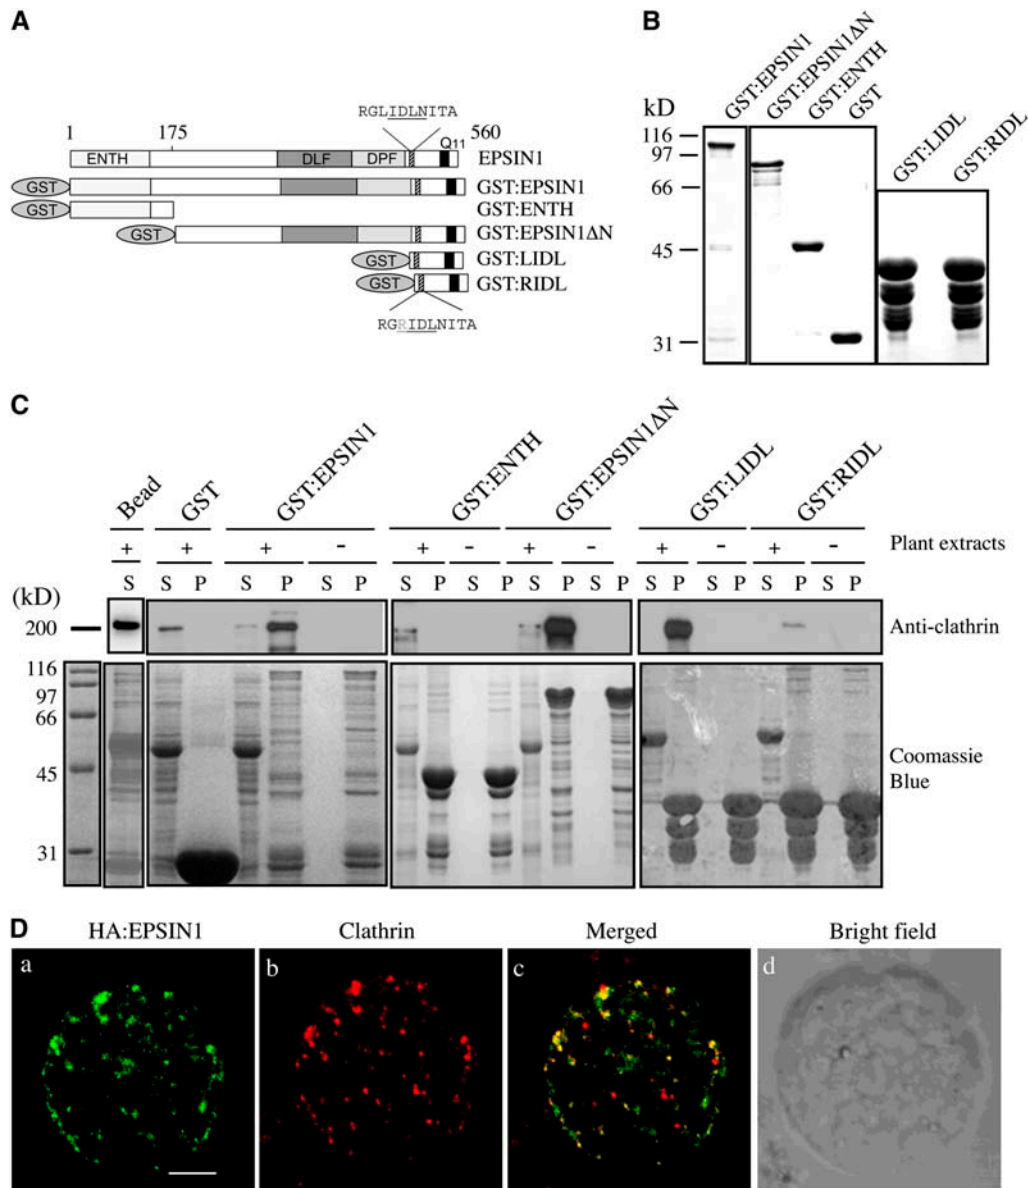 A
RGLIDLNITA
1 175 Q11 560
ENTH DLF DPF EPSIN1
GST GST:EPSIN1
GST GST:ENTH
GST GST:EPSIN1ΔN
GST GST:LIDL
GST GST:RIDL
RGRIDLNITA
B
GST:EPSIN1
GST:EPSIN1ΔN
GST:ENTH
GST
GST:LIDL
GST:RIDL
kD
116
97
66
45
31
C
Bead
GST
GST:EPSIN1
GST:ENTH
GST:EPSIN1ΔN
GST:LIDL
GST:RIDL
+ + + - + - + - + - + - Plant extracts
S S P S P S P S P S P S P S P S P S P S P S P
(kD)
200 Anti-clathrin
116
97
66
45
31
Coomassie
Blue
D HA:EPSIN1 Clathrin Merged Bright field
a b c d